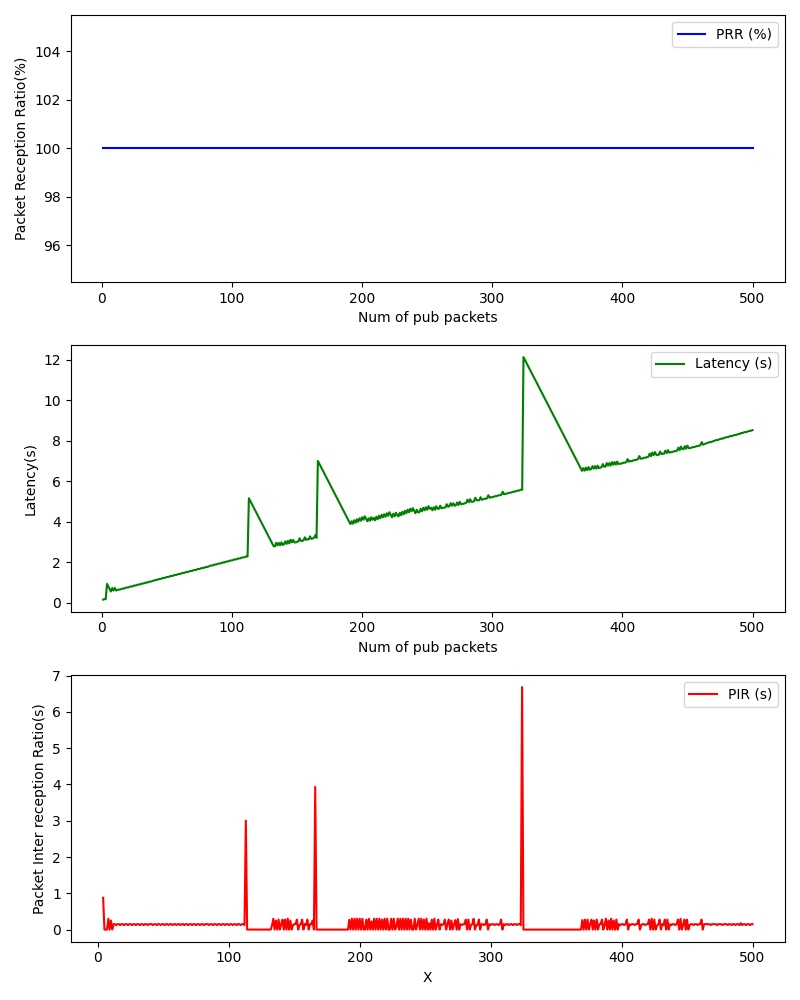 PRR (%)
104
102
100
98
96
Packet Reception Ratio(%)
0 100 200 300 400 500
Num of pub packets
Latency (s)
12
10
8
6
4
2
0
Latency(s)
0 100 200 300 400 500
Num of pub packets
PIR (s)
7
6
5
4
3
2
1
0
Packet Inter reception Ratio(s)
0 100 200 300 400 500
X